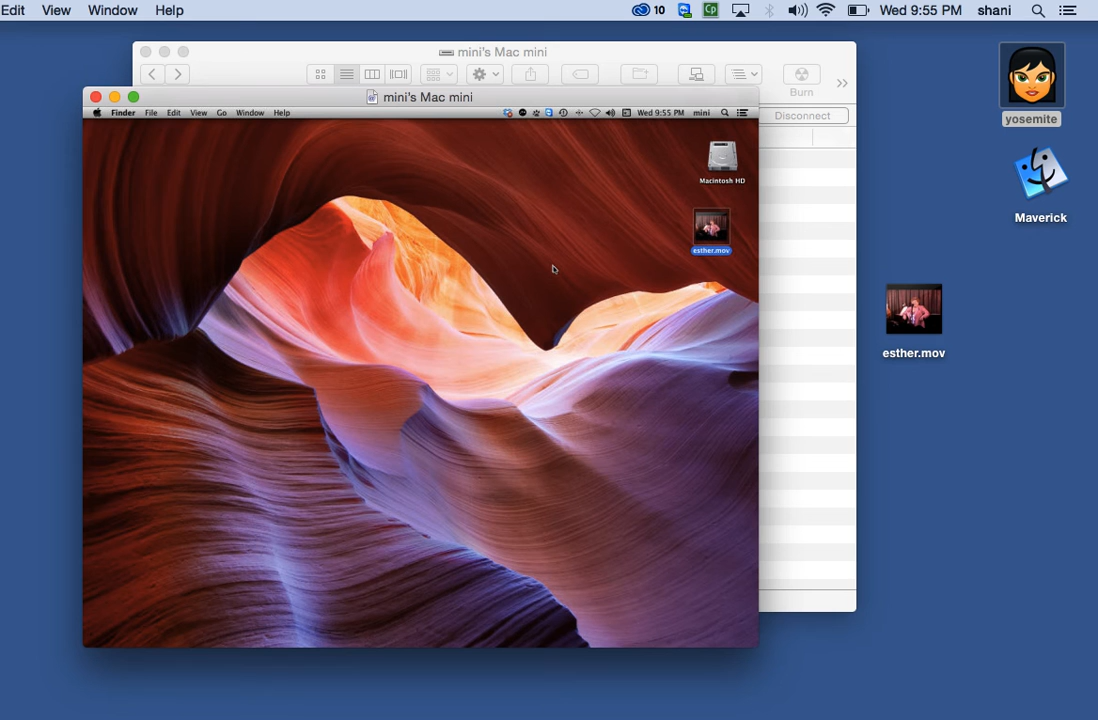 Edit View Window Help 10 Cp Wed 9:55 PM shani
mini's Mac mini
Burn
Disconnect
mini's Mac mini
Finder File Edit View Go Window Help Wed 9:55 PM mini
Macintosh HD
esther.mov
yosemite
Maverick
esther.mov